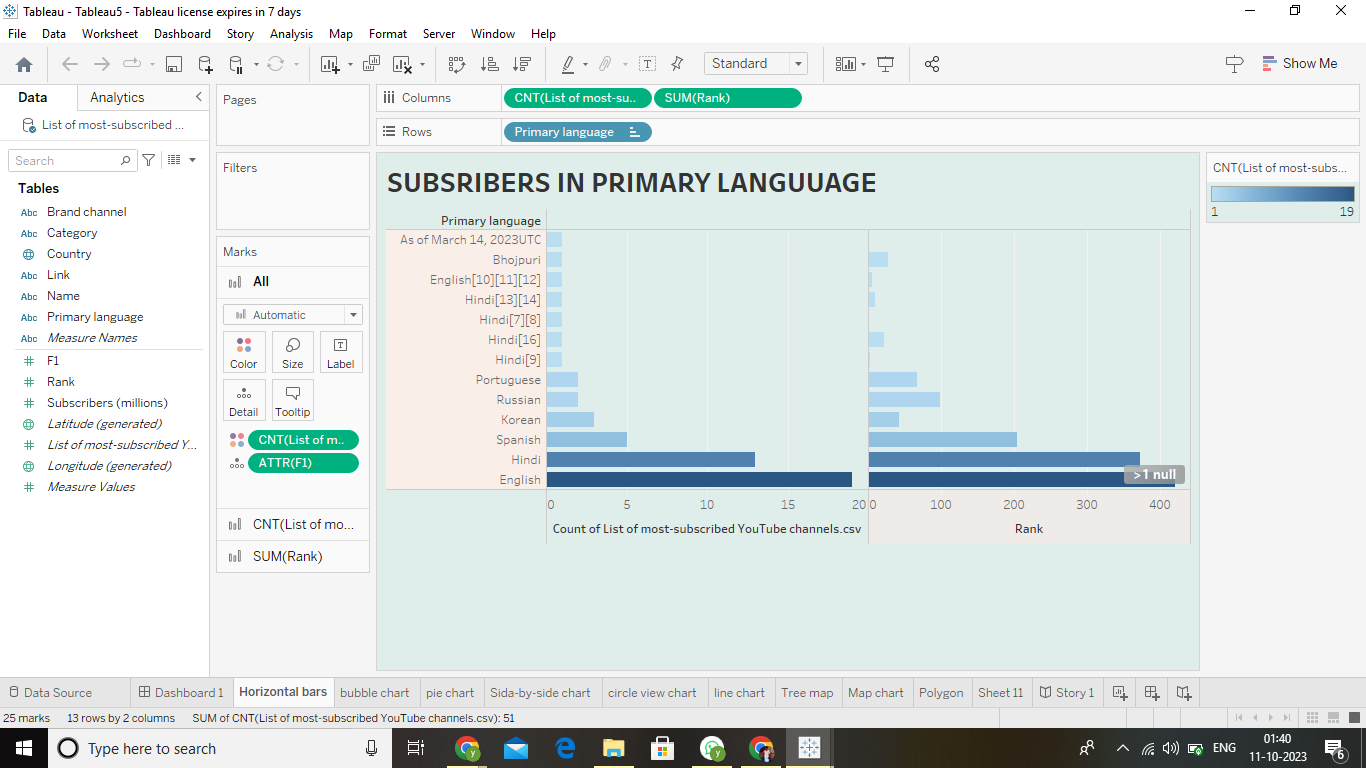 Tableau - Tableau5 - Tableau license expires in 7 days
File Data Worksheet Dashboard Story Analysis Map Format Server Window Help
Standard
Show Me
Data Analytics
List of most-subscribed ...
Search
Tables
Abc Brand channel
Abc Category
Country
Abc Link
Abc Name
Abc Primary language
Abc Measure Names
# F1
# Rank
# Subscribers (millions)
Latitude (generated)
# List of most-subscribed Y...
Longitude (generated)
# Measure Values
Pages
Filters
Marks
All
Automatic
Color Size Label
T
Detail Tooltip
CNT(List of m..
ATTR(F1)
CNT(List of mo...
SUM(Rank)
Columns CNT(List of most-su.. SUM(Rank)
Rows Primary language
SUBSRIBERS IN PRIMARY LANGUUAGE
Primary language
As of March 14, 2023UTC
Bhojpuri
English[10][11][12]
Hindi[13][14]
Hindi[7][8]
Hindi[16]
Hindi[9]
Portuguese
Russian
Korean
Spanish
Hindi
English
>1 null
0 5 10 15 20 0 100 200 300 400
Count of List of most-subscribed YouTube channels.csv Rank
CNT(List of most-subs...
1 19
Data Source Dashboard 1 Horizontal bars bubble chart pie chart Sida-by-side chart circle view chart line chart Tree map Map chart Polygon Sheet 11 Story 1
25 marks 13 rows by 2 columns SUM of CNT(List of most-subscribed YouTube channels.csv): 51
Type here to search
ENG
01:40
11-10-2023
6